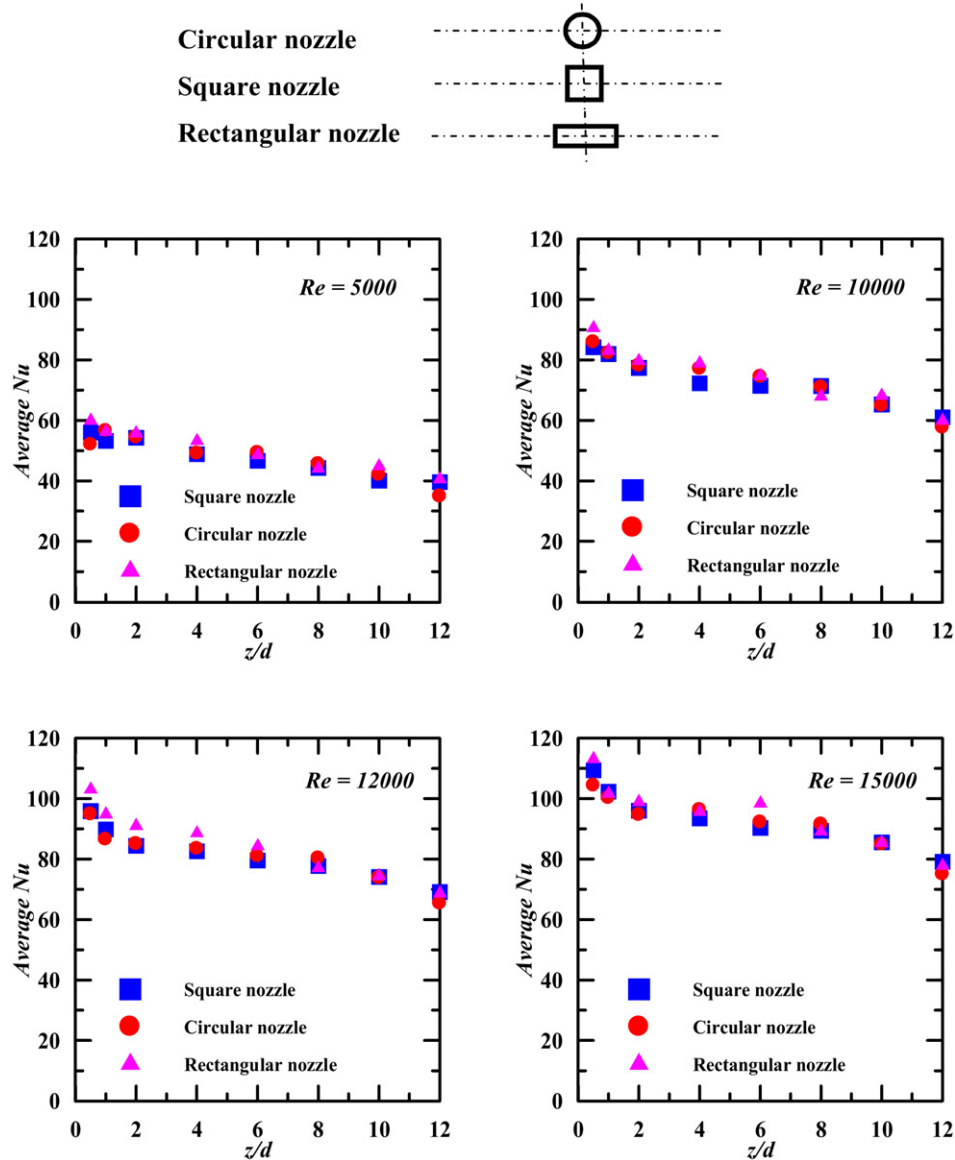 Circular nozzle
Square nozzle
Rectangular nozzle
120
100
80
60
40
20
0
Average Nu
Re = 5000
Square nozzle
Circular nozzle
Rectangular nozzle
0 2 4 6 8 10 12
z/d
120
100
80
60
40
20
0
Average Nu
Re = 10000
Square nozzle
Circular nozzle
Rectangular nozzle
0 2 4 6 8 10 12
z/d
120
100
80
60
40
20
0
Average Nu
Re = 12000
Square nozzle
Circular nozzle
Rectangular nozzle
0 2 4 6 8 10 12
z/d
120
100
80
60
40
20
0
Average Nu
Re = 15000
Square nozzle
Circular nozzle
Rectangular nozzle
0 2 4 6 8 10 12
z/d